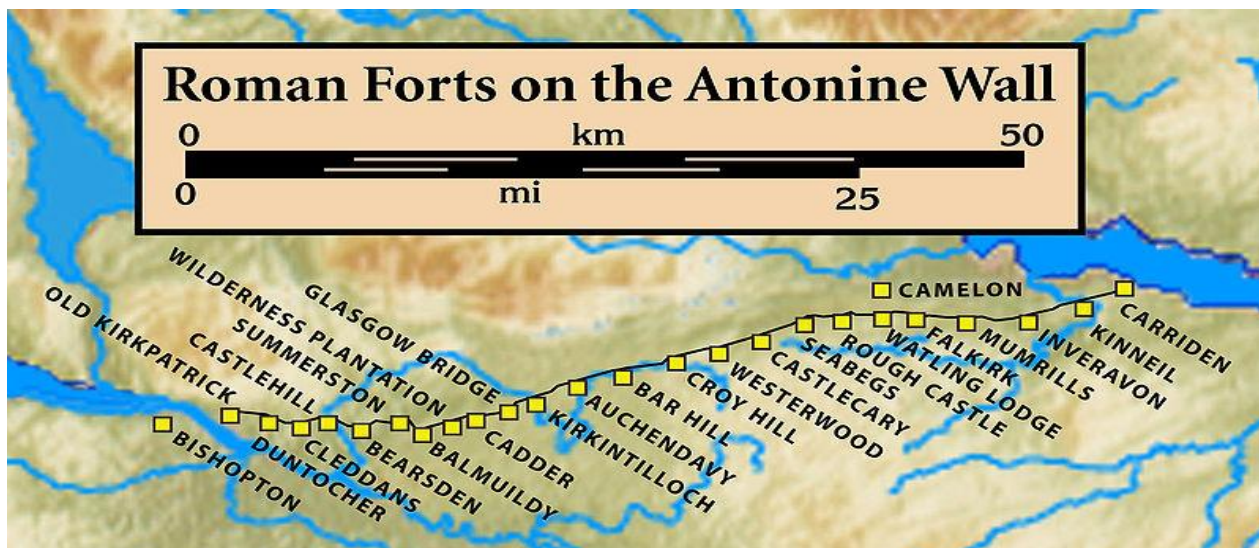 Roman Forts on the Antonine Wall
0 km 50
0 mi 25
OLD KIRKPATRICK
CASTLEHILL
SUMMERSTON
WILDERNESS PLANTATION
GLASGOW BRIDGE
BISHOPTON
DUNTOCHER
CLEDDANS
BEARSDEN
BALMUILDY
CADDER
KIRKINTILLOCH
AUCHENDAVY
BAR HILL
CROY HILL
WESTERWOOD
CASTLECARY
SEABEGS
ROUGH CASTLE
WATLING LODGE
CAMELON
FALKIRK
MUMRILLS
INVERAVON
KINNEIL
CARRIDEN